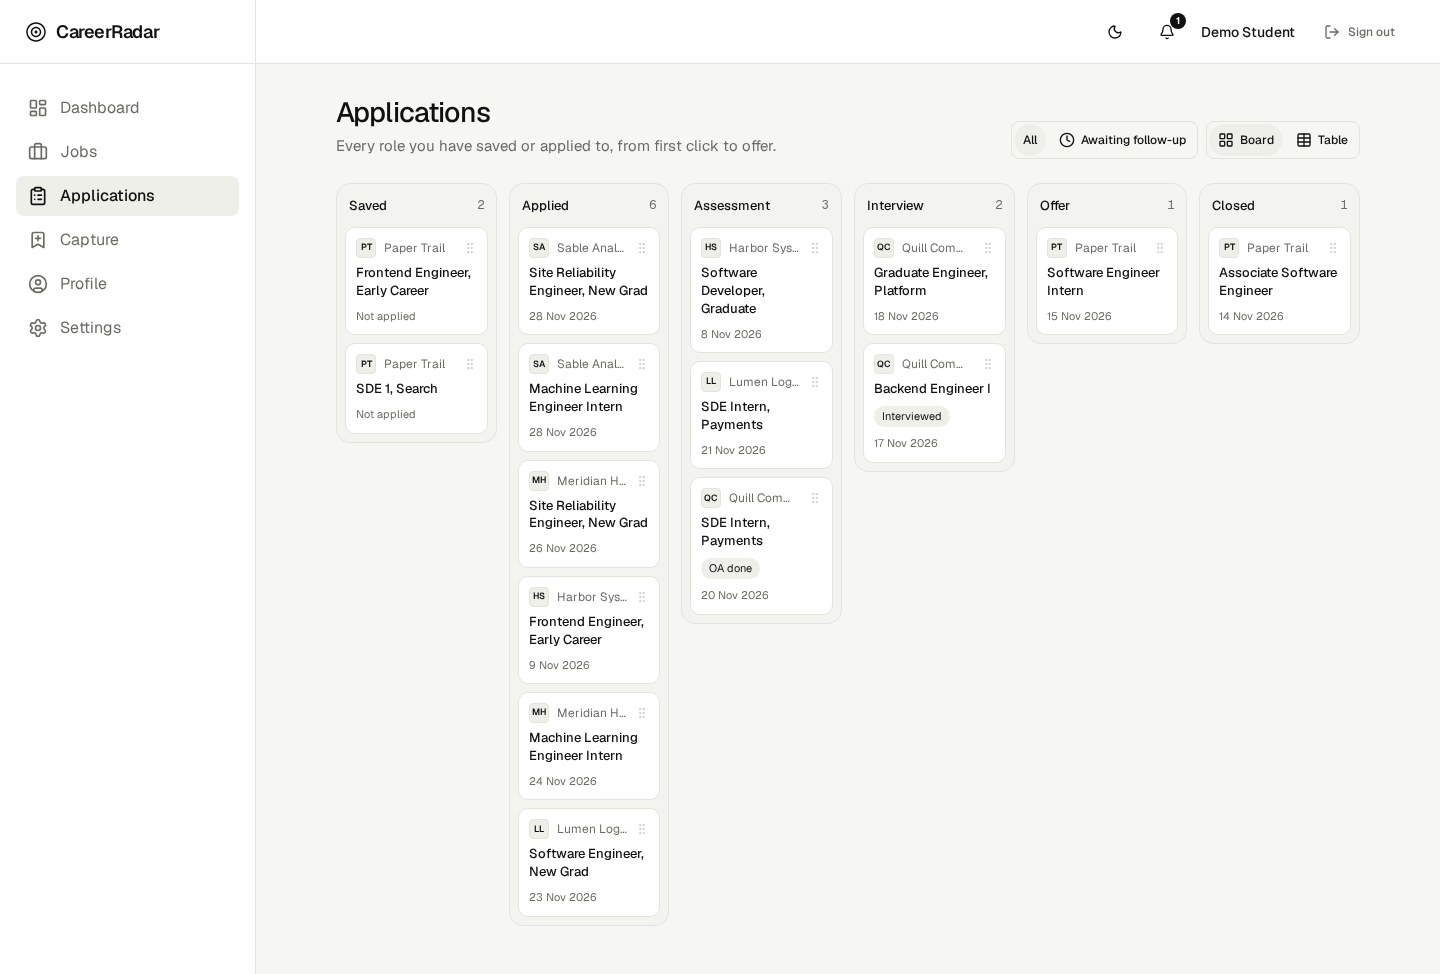 CareerRadar
1
Demo Student
Sign out
Dashboard
Jobs
Applications
Capture
Profile
Settings
Applications
Every role you have saved or applied to, from first click to offer.
All
Awaiting follow-up
Board
Table
Saved 2
PT Paper Trail
Frontend Engineer,
Early Career
Not applied
PT Paper Trail
SDE 1, Search
Not applied
Applied 6
SA Sable Anal...
Site Reliability
Engineer, New Grad
28 Nov 2026
SA Sable Anal...
Machine Learning
Engineer Intern
28 Nov 2026
MH Meridian H...
Site Reliability
Engineer, New Grad
26 Nov 2026
HS Harbor Sys...
Frontend Engineer,
Early Career
9 Nov 2026
MH Meridian H...
Machine Learning
Engineer Intern
24 Nov 2026
LL Lumen Log...
Software Engineer,
New Grad
23 Nov 2026
Assessment 3
HS Harbor Sys...
Software
Developer,
Graduate
8 Nov 2026
LL Lumen Log...
SDE Intern,
Payments
21 Nov 2026
QC Quill Com...
SDE Intern,
Payments
OA done
20 Nov 2026
Interview 2
QC Quill Com...
Graduate Engineer,
Platform
18 Nov 2026
QC Quill Com...
Backend Engineer I
Interviewed
17 Nov 2026
Offer 1
PT Paper Trail
Software Engineer
Intern
15 Nov 2026
Closed 1
PT Paper Trail
Associate Software
Engineer
14 Nov 2026